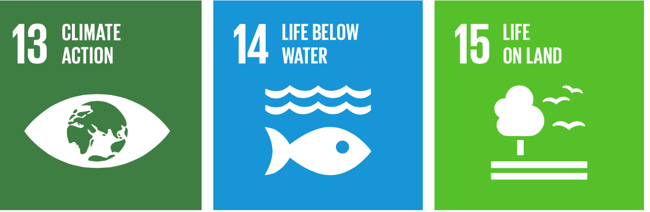 13 CLIMATE
ACTION
14 LIFE BELOW
WATER
15 LIFE
ON LAND